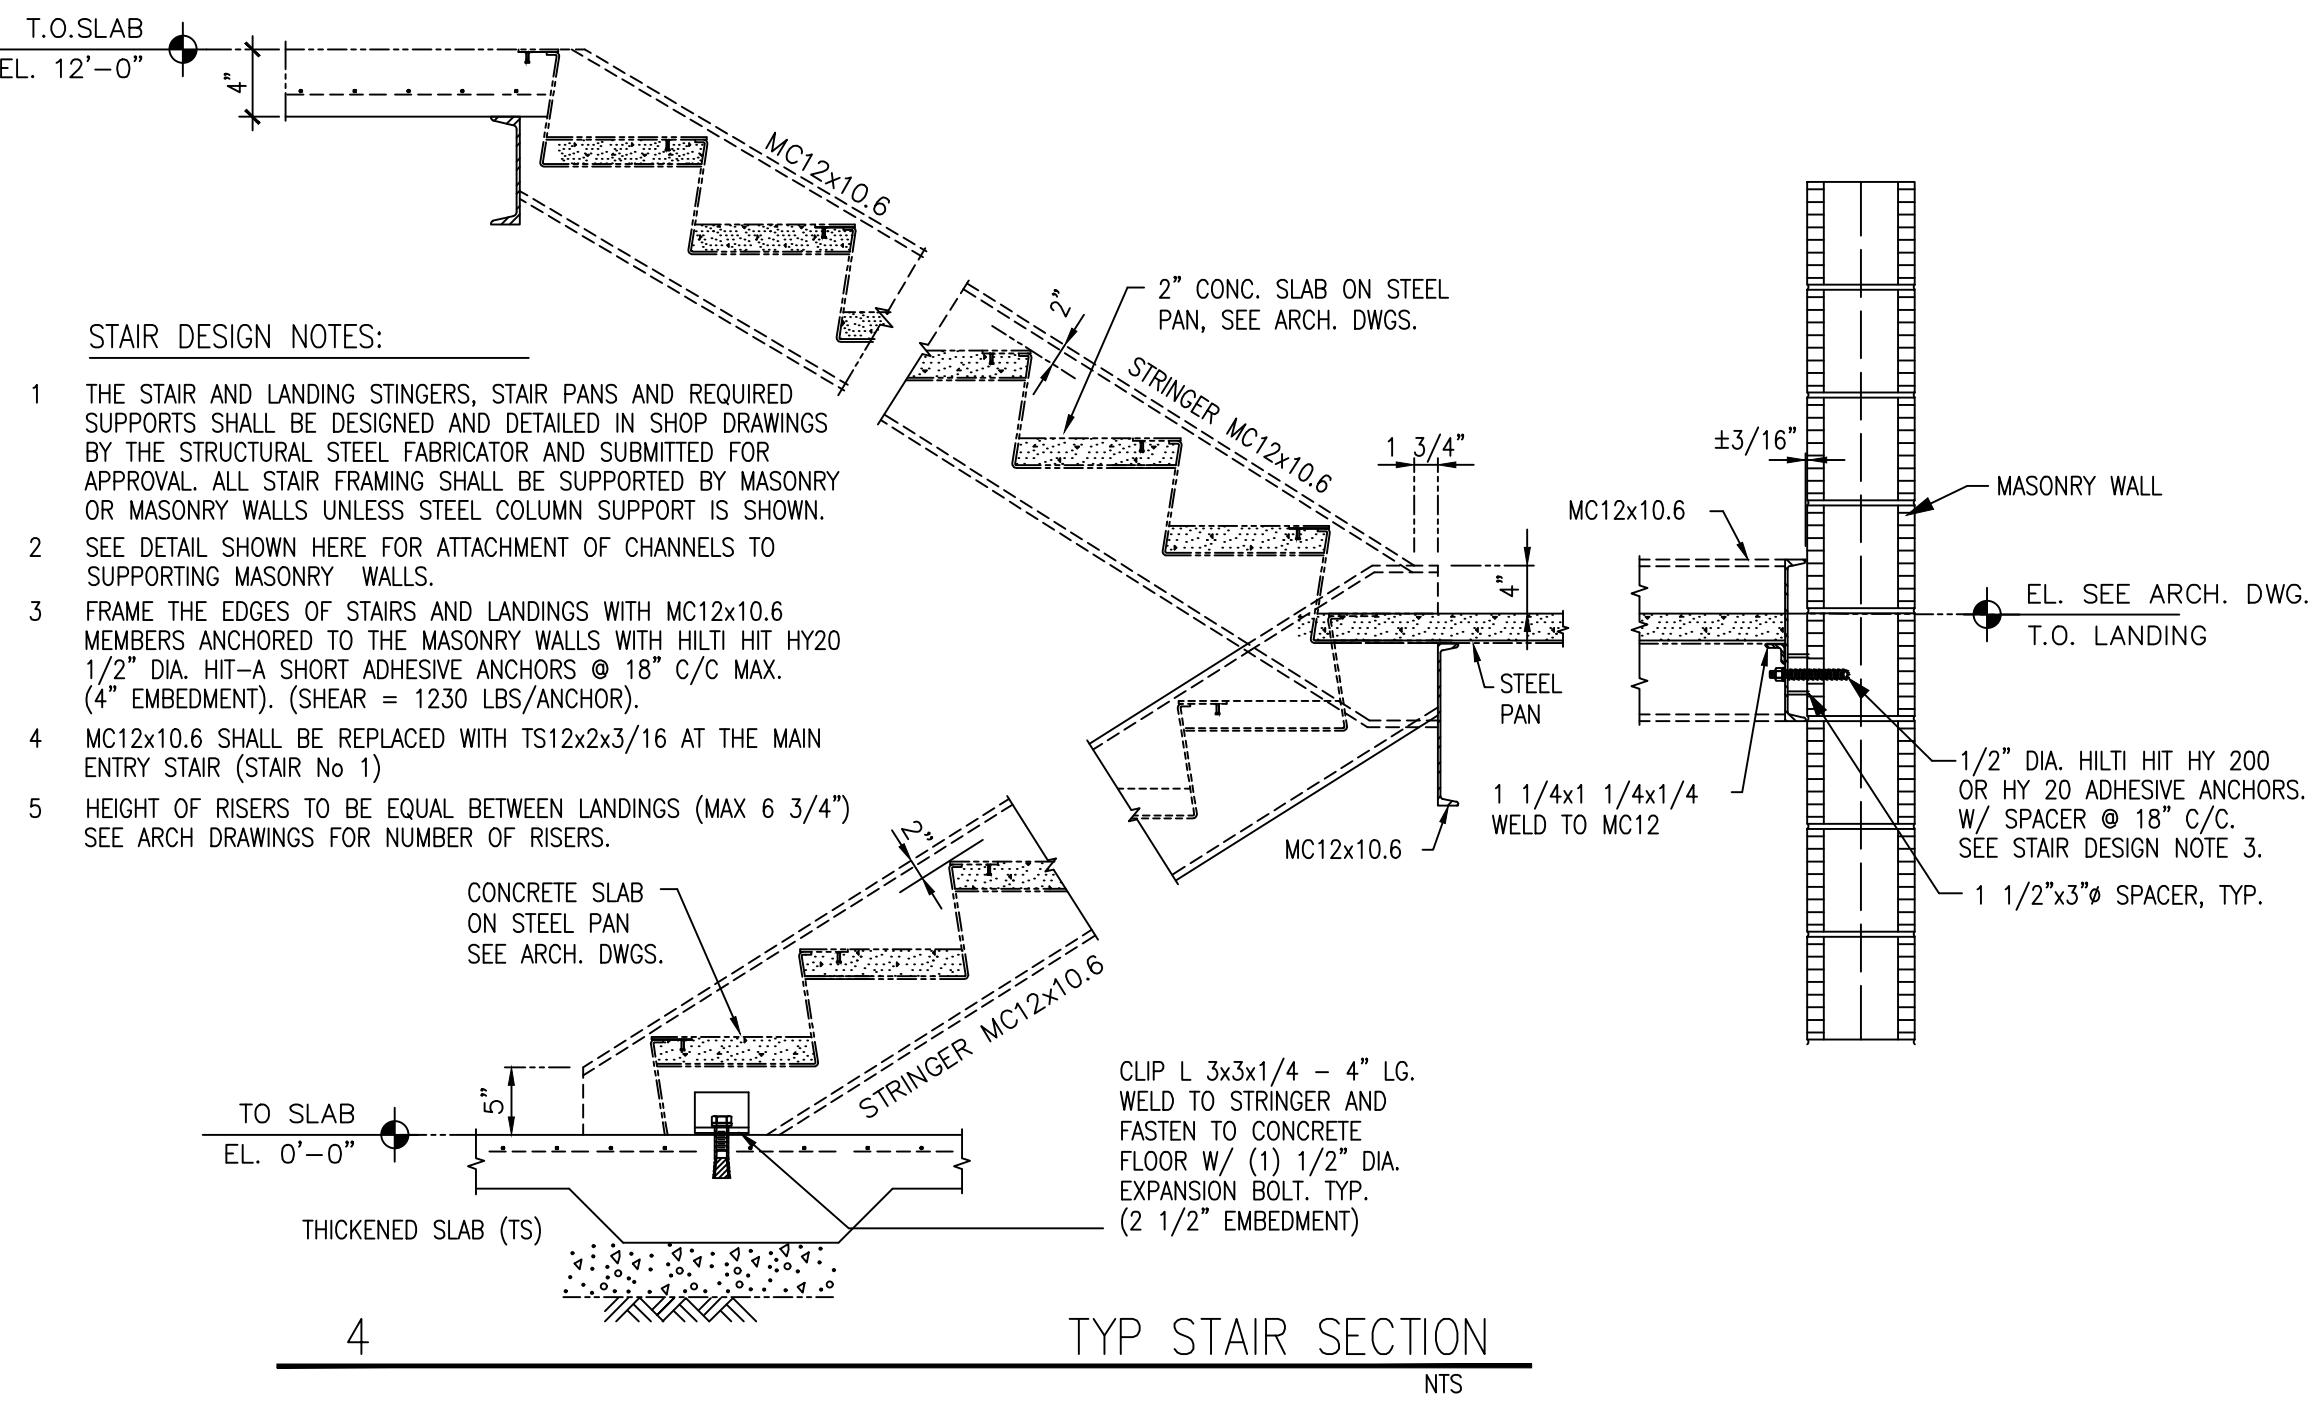 T.O.SLAB
EL. 12'-0"
4"
MC12x10.6
2"
2" CONC. SLAB ON STEEL
PAN, SEE ARCH. DWGS.
STRINGER MC12x10.6
1 3/4"
4"
STEEL
PAN
MC12x10.6
±3/16"
MASONRY WALL
MC12x10.6
EL. SEE ARCH. DWG.
T.O. LANDING
1 1/4x1 1/4x1/4
WELD TO MC12
1/2" DIA. HILTI HIT HY 200
OR HY 20 ADHESIVE ANCHORS.
W/ SPACER @ 18" C/C.
SEE STAIR DESIGN NOTE 3.
1 1/2"x3"ø SPACER, TYP.
STAIR DESIGN NOTES:
1 THE STAIR AND LANDING STINGERS, STAIR PANS AND REQUIRED
SUPPORTS SHALL BE DESIGNED AND DETAILED IN SHOP DRAWINGS
BY THE STRUCTURAL STEEL FABRICATOR AND SUBMITTED FOR
APPROVAL. ALL STAIR FRAMING SHALL BE SUPPORTED BY MASONRY
OR MASONRY WALLS UNLESS STEEL COLUMN SUPPORT IS SHOWN.
2 SEE DETAIL SHOWN HERE FOR ATTACHMENT OF CHANNELS TO
SUPPORTING MASONRY WALLS.
3 FRAME THE EDGES OF STAIRS AND LANDINGS WITH MC12x10.6
MEMBERS ANCHORED TO THE MASONRY WALLS WITH HILTI HIT HY20
1/2" DIA. HIT-A SHORT ADHESIVE ANCHORS @ 18" C/C MAX.
(4" EMBEDMENT). (SHEAR = 1230 LBS/ANCHOR).
4 MC12x10.6 SHALL BE REPLACED WITH TS12x2x3/16 AT THE MAIN
ENTRY STAIR (STAIR No 1)
5 HEIGHT OF RISERS TO BE EQUAL BETWEEN LANDINGS (MAX 6 3/4")
SEE ARCH DRAWINGS FOR NUMBER OF RISERS.
2"
CONCRETE SLAB
ON STEEL PAN
SEE ARCH. DWGS.
STRINGER MC12x10.6
5"
TO SLAB
EL. 0'-0"
THICKENED SLAB (TS)
CLIP L 3x3x1/4 - 4" LG.
WELD TO STRINGER AND
FASTEN TO CONCRETE
FLOOR W/ (1) 1/2" DIA.
EXPANSION BOLT. TYP.
(2 1/2" EMBEDMENT)
4 TYP STAIR SECTION
NTS